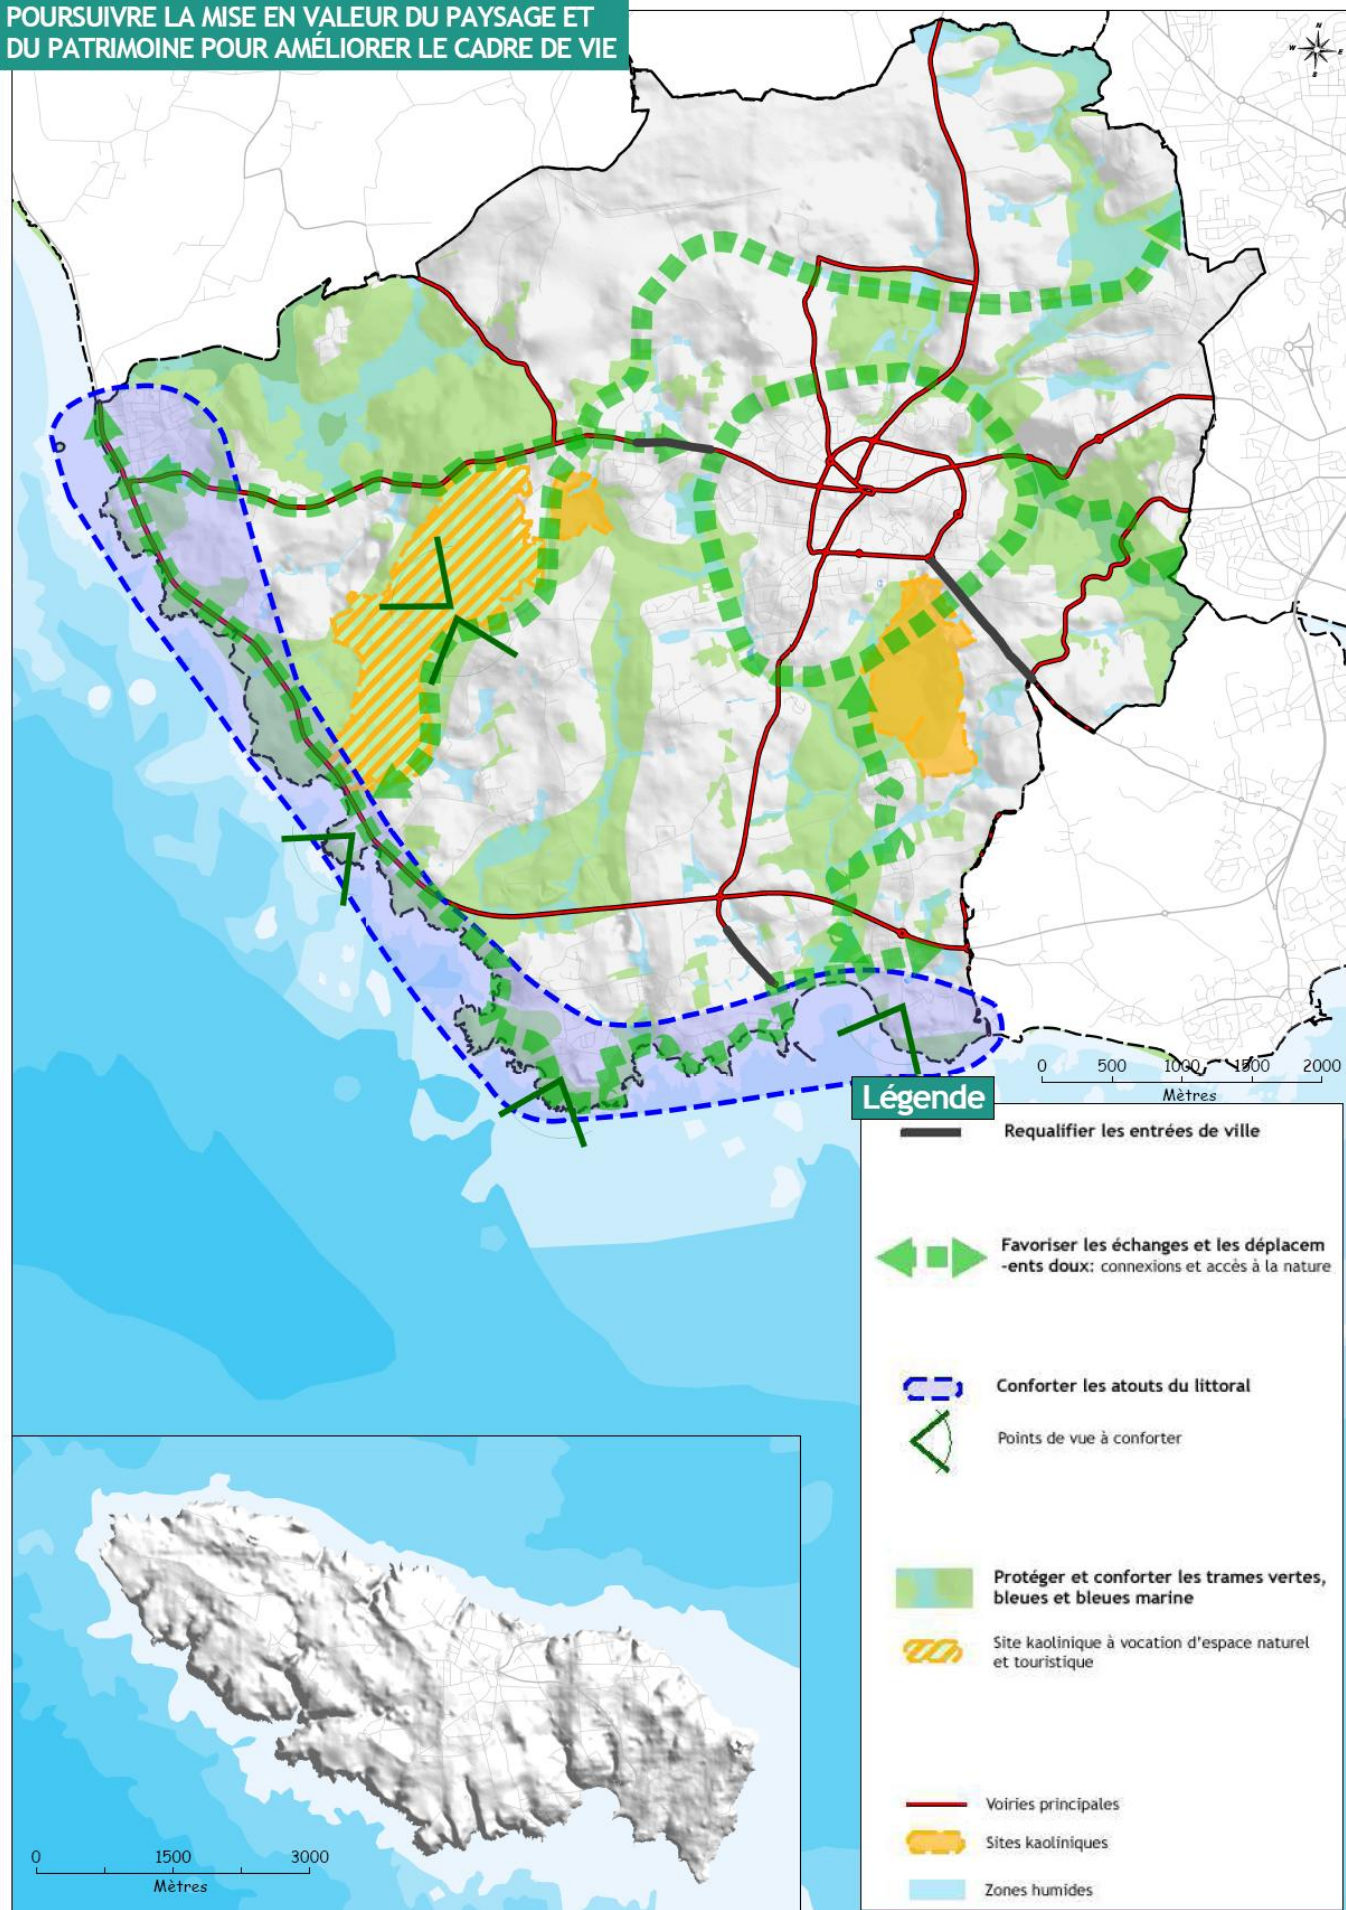 POURSUIVRE LA MISE EN VALEUR DU PAYSAGE ET
DU PATRIMOINE POUR AMÉLIORER LE CADRE DE VIE
N
W E
S
0 500 1000 1500 2000
Mètres
Légende
Requalifier les entrées de ville
Favoriser les échanges et les déplacem
-ents doux: connexions et accès à la nature
Conforter les atouts du littoral
Points de vue à conforter
Protéger et conforter les trames vertes,
bleues et bleues marine
Site kaolinique à vocation d'espace naturel
et touristique
Voiries principales
Sites kaoliniques
Zones humides
0 1500 3000
Mètres